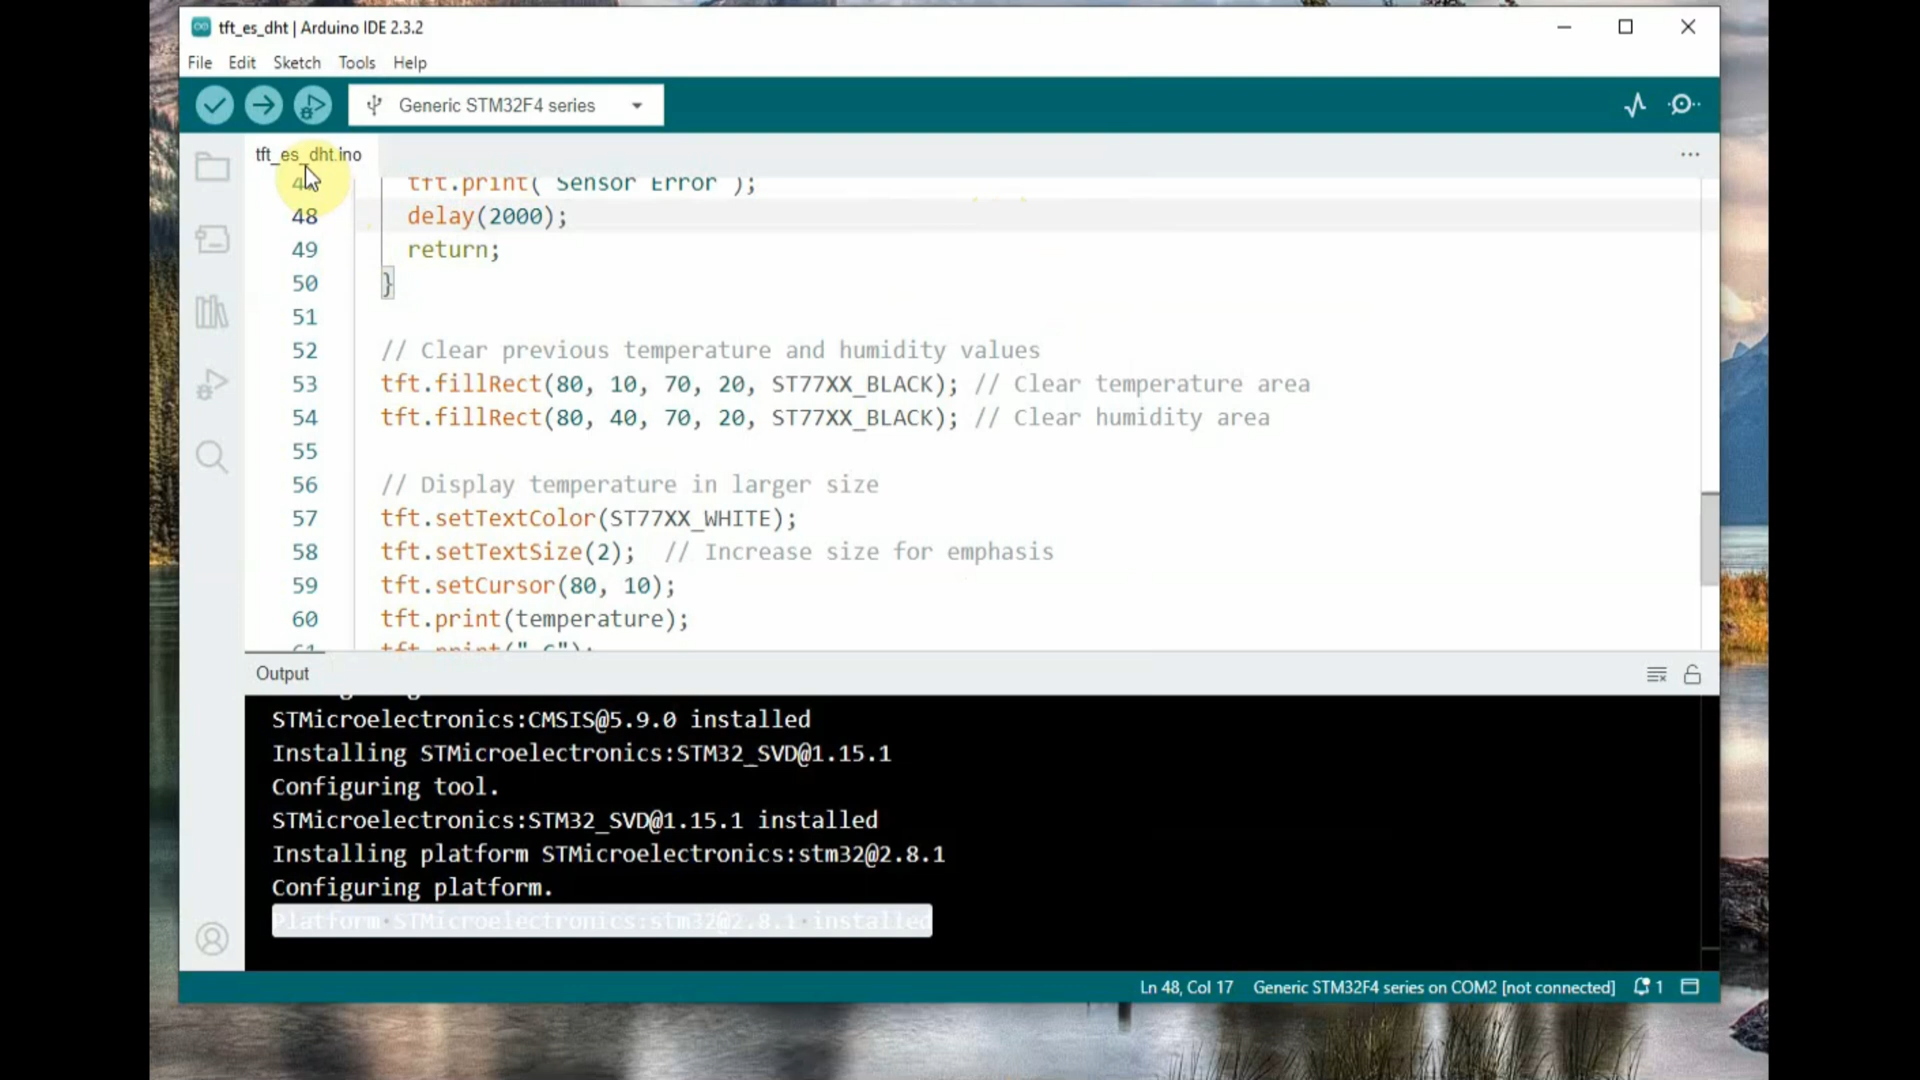 tft_es_dht | Arduino IDE 2.3.2
File Edit Sketch Tools Help
Generic STM32F4 series
tft_es_dht.ino
tft.print( Sensor Error );
48 delay(2000);
49 return;
50 }
51
52 // Clear previous temperature and humidity values
53 tft.fillRect(80, 10, 70, 20, ST77XX_BLACK); // Clear temperature area
54 tft.fillRect(80, 40, 70, 20, ST77XX_BLACK); // Clear humidity area
55
56 // Display temperature in larger size
57 tft.setTextColor(ST77XX_WHITE);
58 tft.setTextSize(2); // Increase size for emphasis
59 tft.setCursor(80, 10);
60 tft.print(temperature);
61 tft.print(" C");
Output
STMicroelectronics:CMSIS@5.9.0 installed
Installing STMicroelectronics:STM32_SVD@1.15.1
Configuring tool.
STMicroelectronics:STM32_SVD@1.15.1 installed
Installing platform STMicroelectronics:stm32@2.8.1
Configuring platform.
Platform STMicroelectronics:stm32@2.8.1 installed
Ln 48, Col 17 Generic STM32F4 series on COM2 [not connected] 1